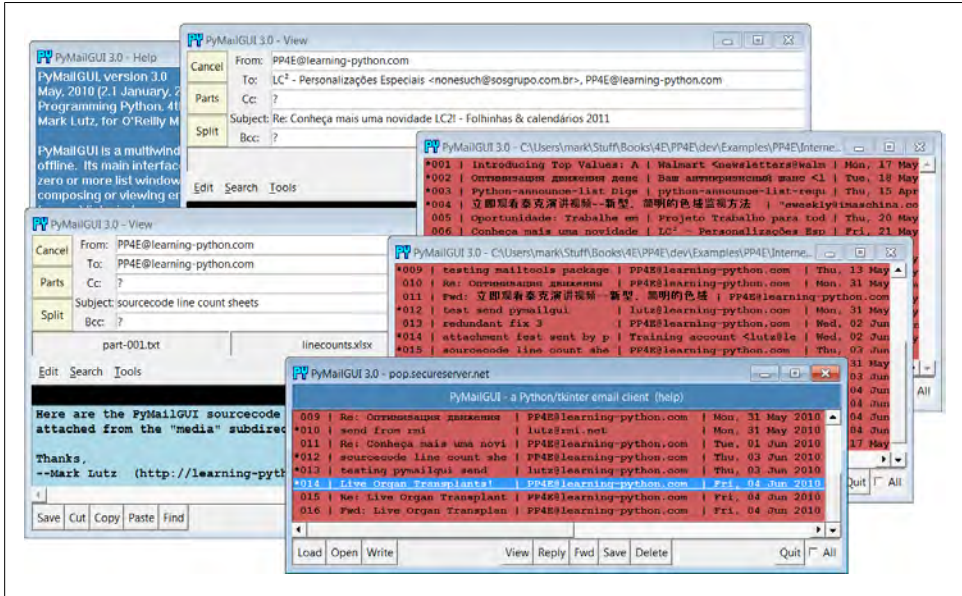 PyMailGUI 3.0 - Help
PyMailGUI, version 3.0
May, 2010 (2.1 January, 2
Programming Python, 4t
Mark Lutz, for O'Reilly M
PyMailGUI is a multiwind
offline. Its main interfac
zero or more list window
composing or viewing em
PyMailGUI 3.0 - View
Cancel
From: PP4E@learning-python.com
To: LC² - Personalizações Especiais <nonesuch@sosgrupo.com.br>, PP4E@learning-python.com
Parts
Cc: ?
Subject: Re: Conheça mais uma novidade LC2! - Folhinhas & calendários 2011
Split
Bcc: ?
Edit Search Tools
PyMailGUI 3.0 - C:\Users\mark\Stuff\Books\4E\PP4E\dev\Examples\PP4E\Interne...
*001 | Introducing Top Values: A | Walmart <newsletters@walm | Mon, 17 May
*002 | Оптимизация движения дене | Ваш антикризисный шанс <l | Tue, 18 May
*003 | Python-announce-list Dige | python-announce-list-requ | Thu, 15 Apr
*004 | 立即观看泰克演讲视频--新型、简明的色域监视方法 | "eweekly@imaschina.co
005 | Oportunidade: Trabalhe em | Projeto Trabalho para tod | Thu, 20 May
006 | Conheça mais uma novidade | LC² - Personalizações Esp | Fri, 21 May
All
PyMailGUI 3.0 - View
Cancel
From: PP4E@learning-python.com
To: PP4E@learning-python.com
Parts
Cc: ?
Subject: sourcecode line count sheets
Split
Bcc: ?
part-001.txt linecounts.xlsx
Edit Search Tools
Here are the PyMailGUI sourcecode
attached from the "media" subdirec
Thanks,
--Mark Lutz (http://learning-pyth
Save Cut Copy Paste Find
PyMailGUI 3.0 - C:\Users\mark\Stuff\Books\4E\PP4E\dev\Examples\PP4E\Interne...
*009 | testing mailtools package | PP4E@learning-python.com | Thu, 13 May
010 | Re: Оптимизация движения | PP4E@learning-python.com | Mon, 31 May
011 | Fwd: 立即观看泰克演讲视频--新型、简明的色域 | PP4E@learning-python.com
*012 | test send pymailgui | lutz@learning-python.com | Mon, 31 May
*013 | redundant fix 3 | PP4E@learning-python.com | Wed, 02 Jun
*014 | attachment test sent by p | Training account <lutz@le | Wed, 02 Jun
*015 | sourcecode line count she | PP4E@learning-python.com | Thu, 03 Jun
31 May
03 Jun
04 Jun
04 Jun
04 Jun
17 May
Quit All
PyMailGUI 3.0 - pop.secureserver.net
PyMailGUI - a Python/tkinter email client (help)
009 | Re: Оптимизация движения | PP4E@learning-python.com | Mon, 31 May 2010
*010 | send from rmi | lutz@rmi.net | Mon, 31 May 2010
011 | Re: Conheça mais uma novi | PP4E@learning-python.com | Tue, 01 Jun 2010
*012 | sourcecode line count she | PP4E@learning-python.com | Thu, 03 Jun 2010
*013 | testing pymailgui send | lutz@learning-python.com | Thu, 03 Jun 2010
*014 | Live Organ Transplants! | PP4E@learning-python.com | Fri, 04 Jun 2010
015 | Re: Live Organ Transplant | PP4E@learning-python.com | Fri, 04 Jun 2010
016 | Fwd: Live Organ Transplan | PP4E@learning-python.com | Fri, 04 Jun 2010
Load Open Write View Reply Fwd Save Delete Quit All